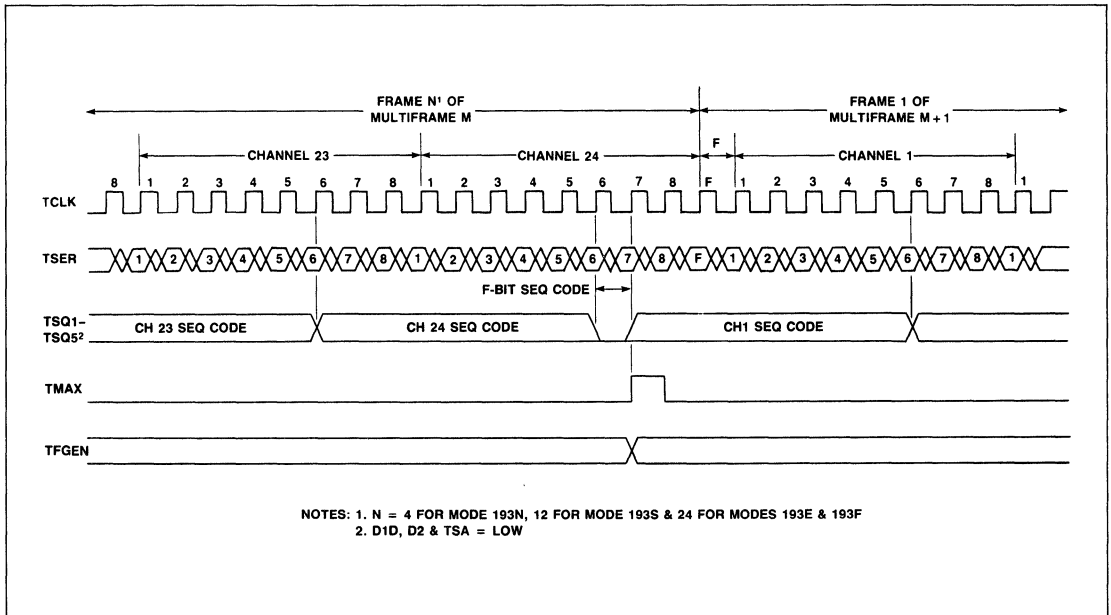 FRAME N¹ OF
MULTIFRAME M
FRAME 1 OF
MULTIFRAME M + 1
F
CHANNEL 23
CHANNEL 24
CHANNEL 1
8 1 2 3 4 5 6 7 8 1 2 3 4 5 6 7 8 F 1 2 3 4 5 6 7 8 1
TCLK
TSER 1 2 3 4 5 6 7 8 1 2 3 4 5 6 7 8 F 1 2 3 4 5 6 7 8 1
F-BIT SEQ CODE
TSQ1–
TSQ5²
CH 23 SEQ CODE
CH 24 SEQ CODE
CH1 SEQ CODE
TMAX
TFGEN
NOTES: 1. N = 4 FOR MODE 193N, 12 FOR MODE 193S & 24 FOR MODES 193E & 193F
2. D1D, D2 & TSA = LOW